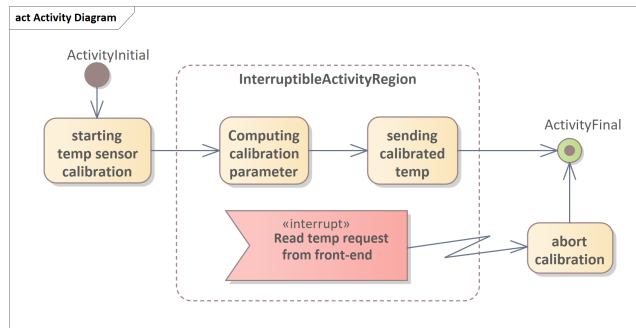 act Activity Diagram
ActivityInitial
InterruptibleActivityRegion
starting
temp sensor
calibration
Computing
calibration
parameter
sending
calibrated
temp
ActivityFinal
«interrupt»
Read temp request
from front-end
abort
calibration